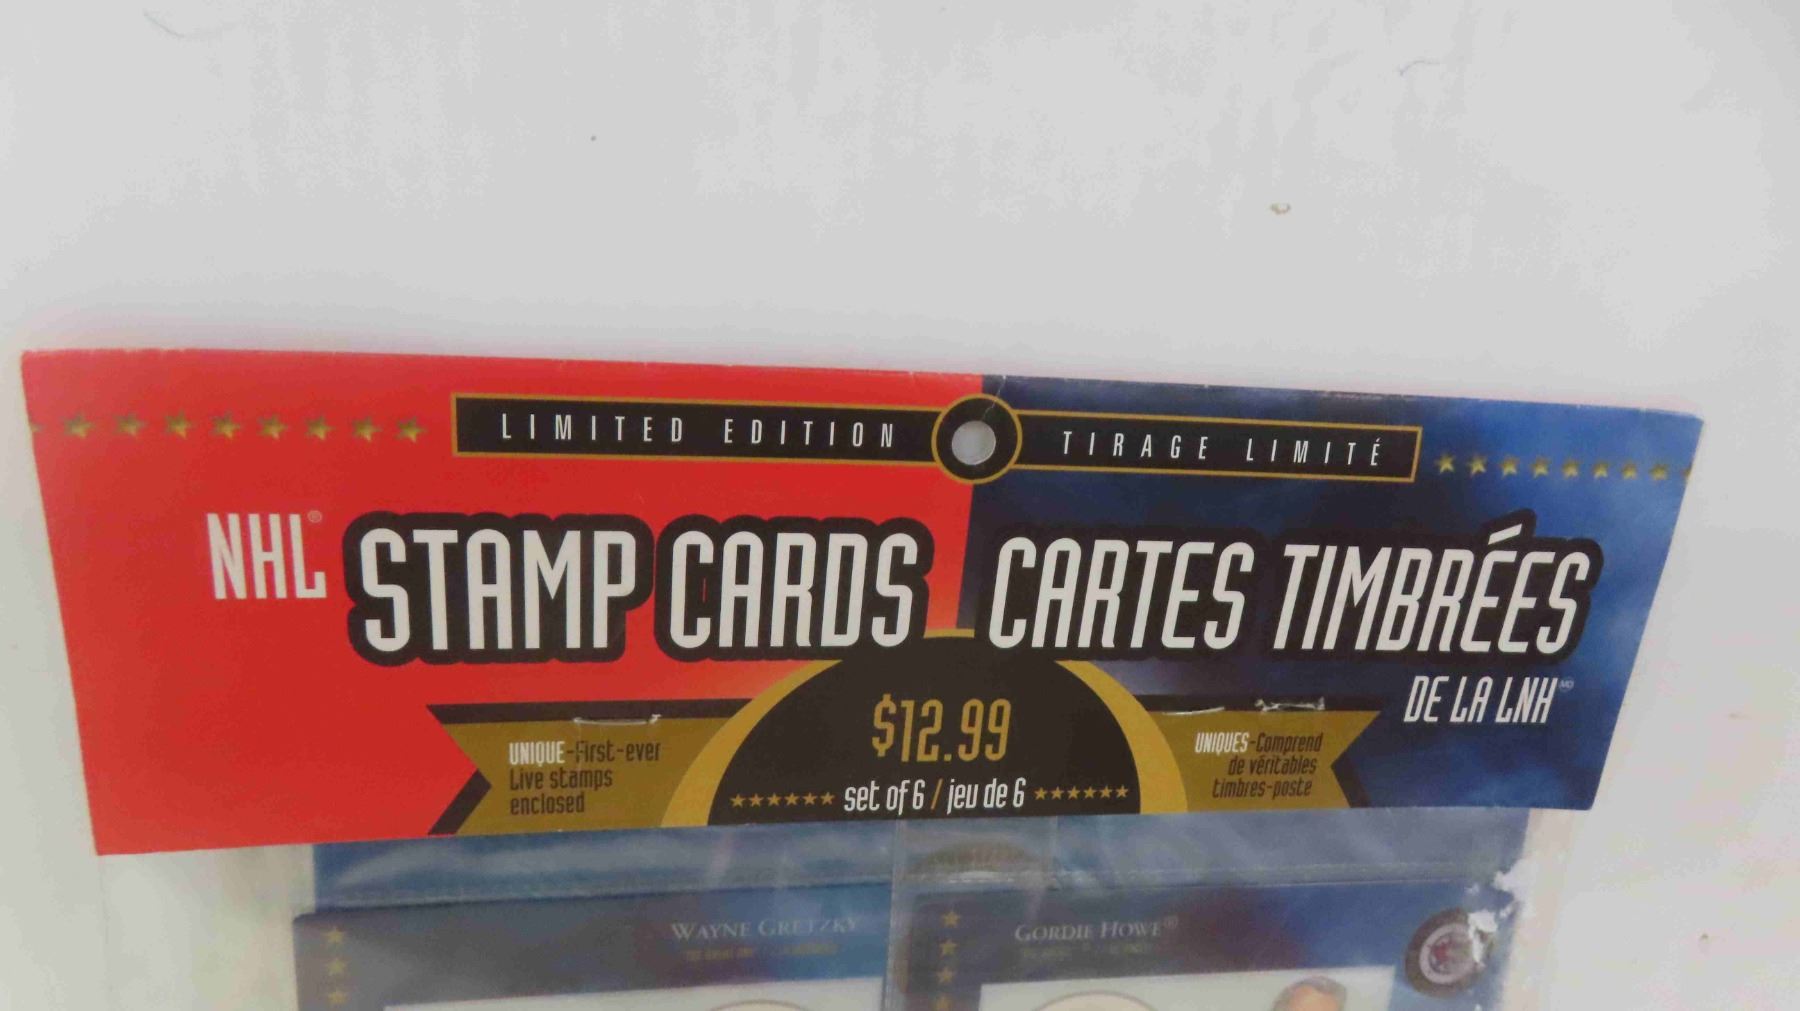 LIMITED EDITION
TIRAGE LIMITÉ
NHL® STAMP CARDS
CARTES TIMBRÉES
DE LA LNH MD
$12.99
set of 6 / jeu de 6
UNIQUE-First-ever
Live stamps
enclosed
UNIQUES-Comprend
de véritables
timbres-poste
WAYNE GRETZKY
GORDIE HOWE